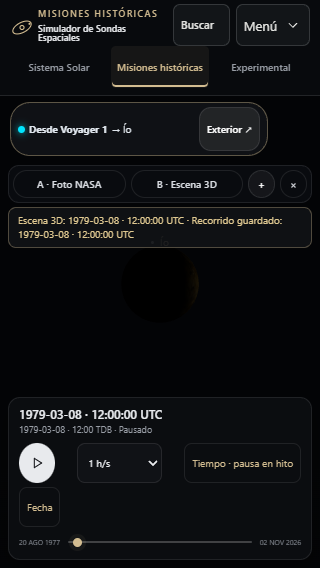 MISIONES HISTÓRICAS
Simulador de Sondas
Espaciales
Buscar
Menú
Sistema Solar
Misiones históricas
Experimental
Desde Voyager 1 → Ío
Exterior ↗
A · Foto NASA
B · Escena 3D
+
×
Escena 3D: 1979-03-08 · 12:00:00 UTC · Recorrido guardado:
1979-03-08 · 12:00:00 UTC
Ío
1979-03-08 · 12:00:00 UTC
1979-03-08 · 12:00 TDB · Pausado
1 h/s
Tiempo · pausa en hito
Fecha
20 AGO 1977
02 NOV 2026